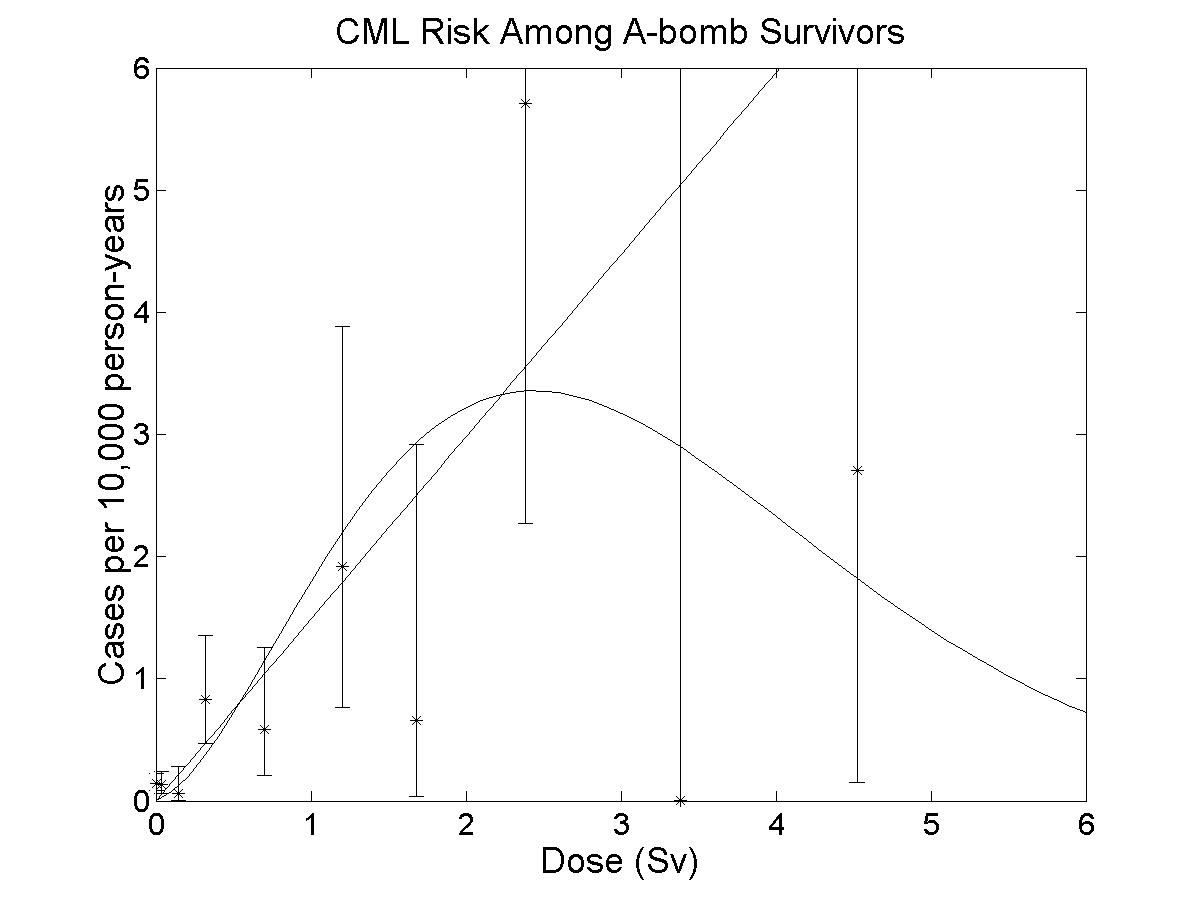 CML Risk Among A-bomb Survivors
6
5
4
3
2
1
0
Cases per 10,000 person-years
0 1 2 3 4 5 6
Dose (Sv)